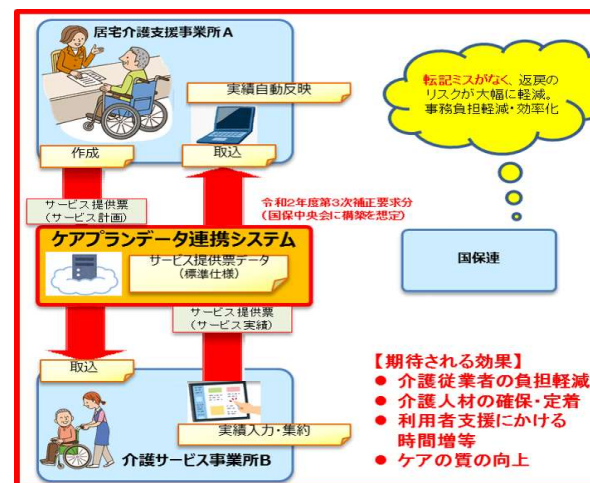 居宅介護支援事業所A
実績自動反映
作成
取込
サービス提供票
(サービス計画)
令和2年度第3次補正要求分
(国保中央会に構築を想定)
ケアプランデータ連携システム
サービス提供票データ
(標準仕様)
サービス提供票
(サービス実績)
取込
実績入力・集約
介護サービス事業所B
転記ミスがなく、返戻の
リスクが大幅に軽減。
事務負担軽減・効率化
国保連
【期待される効果】
● 介護従業者の負担軽減
● 介護人材の確保・定着
● 利用者支援にかける
時間増等
● ケアの質の向上